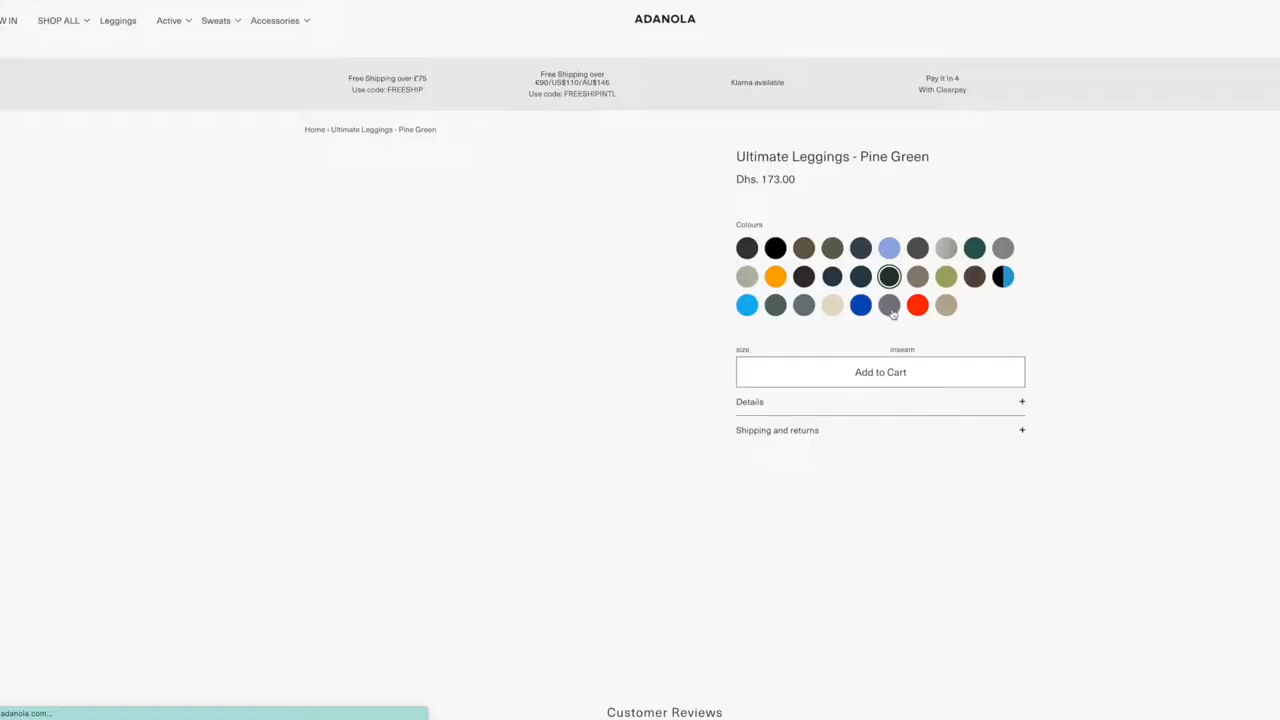 W IN
SHOP ALL
Leggings
Active
Sweats
Accessories
ADANOLA
Free Shipping over £75
Use code: FREESHIP
Free Shipping over
€90/US$110/AU$145
Use code: FREESHIPINTL
Klarna available
Pay it in 4
With Clearpay
Home › Ultimate Leggings - Pine Green
Ultimate Leggings - Pine Green
Dhs. 173.00
Colours
size
inseam
Add to Cart
Details +
Shipping and returns +
Customer Reviews
adanola.com...